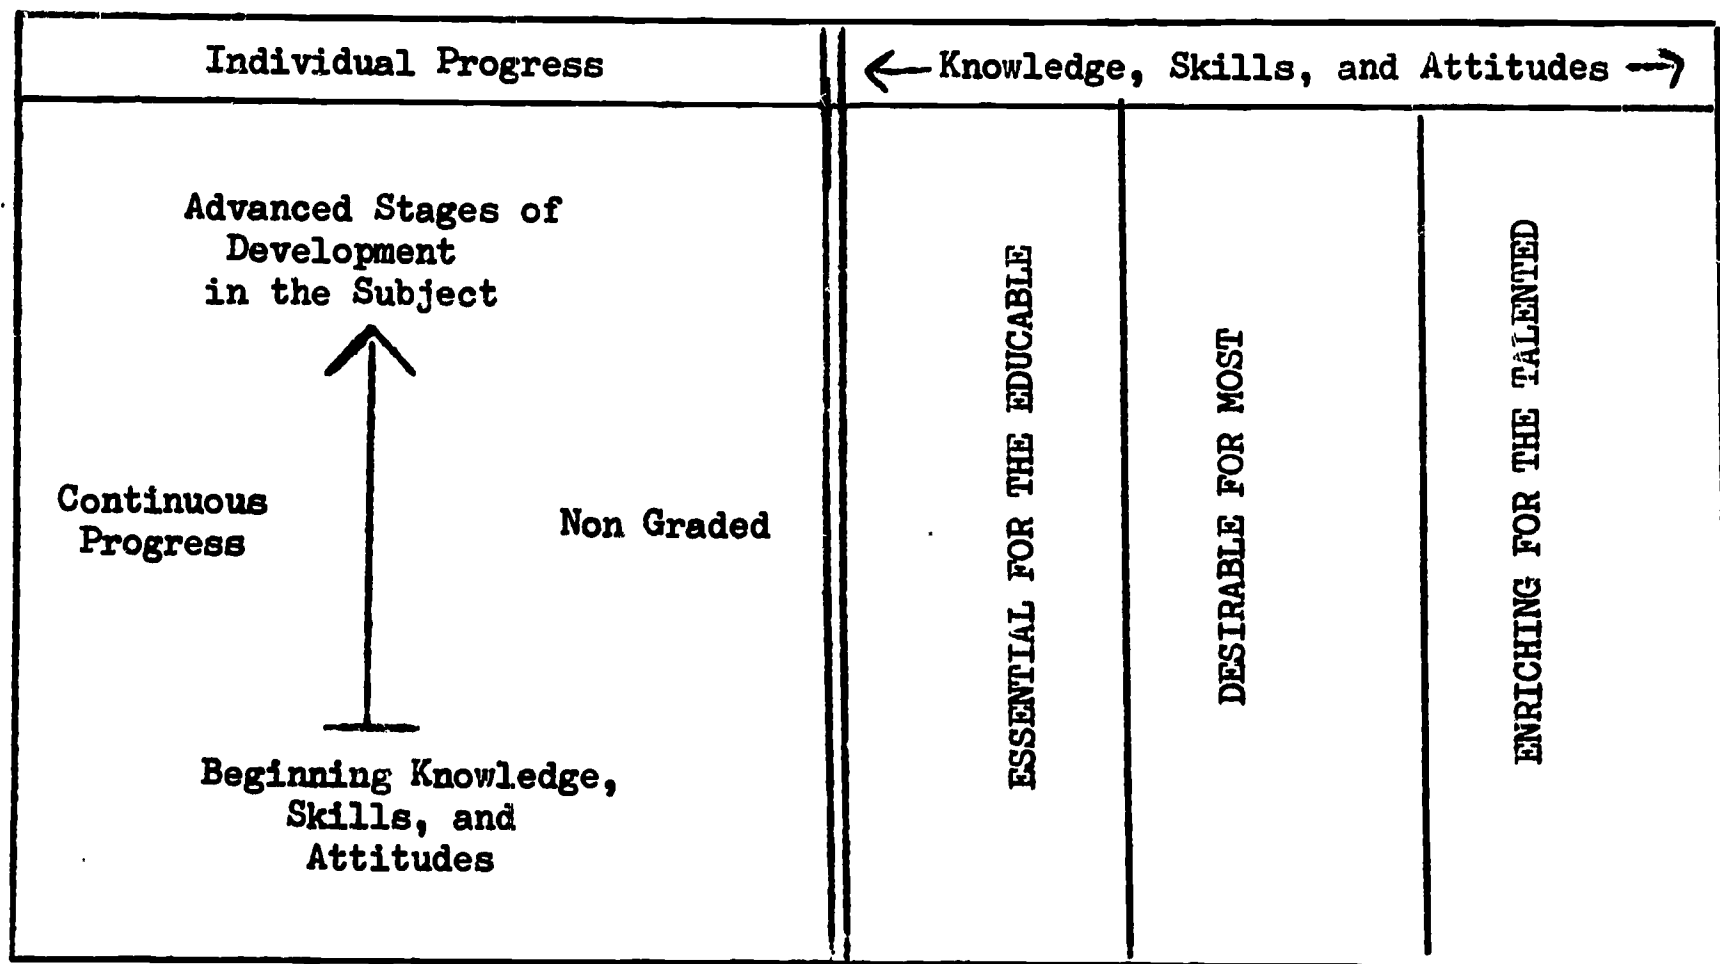 Individual Progress
← Knowledge, Skills, and Attitudes →
Advanced Stages of
Development
in the Subject
Continuous
Progress
Non Graded
Beginning Knowledge,
Skills, and
Attitudes
ESSENTIAL FOR THE EDUCABLE
DESIRABLE FOR MOST
ENRICHING FOR THE TALENTED